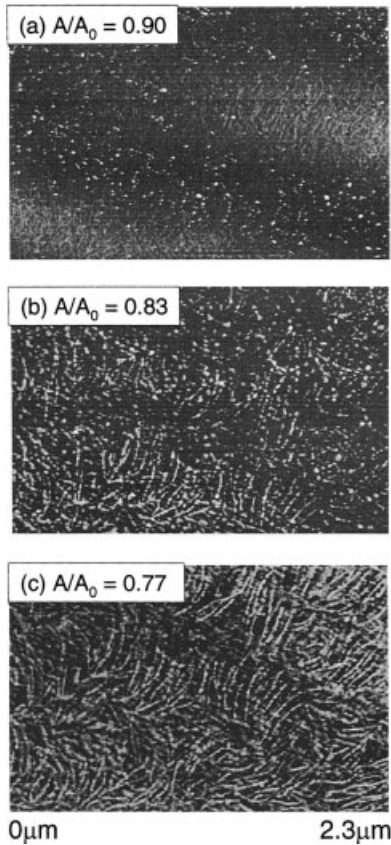 (a) A/A₀ = 0.90
(b) A/A₀ = 0.83
(c) A/A₀ = 0.77
0μm 2.3μm